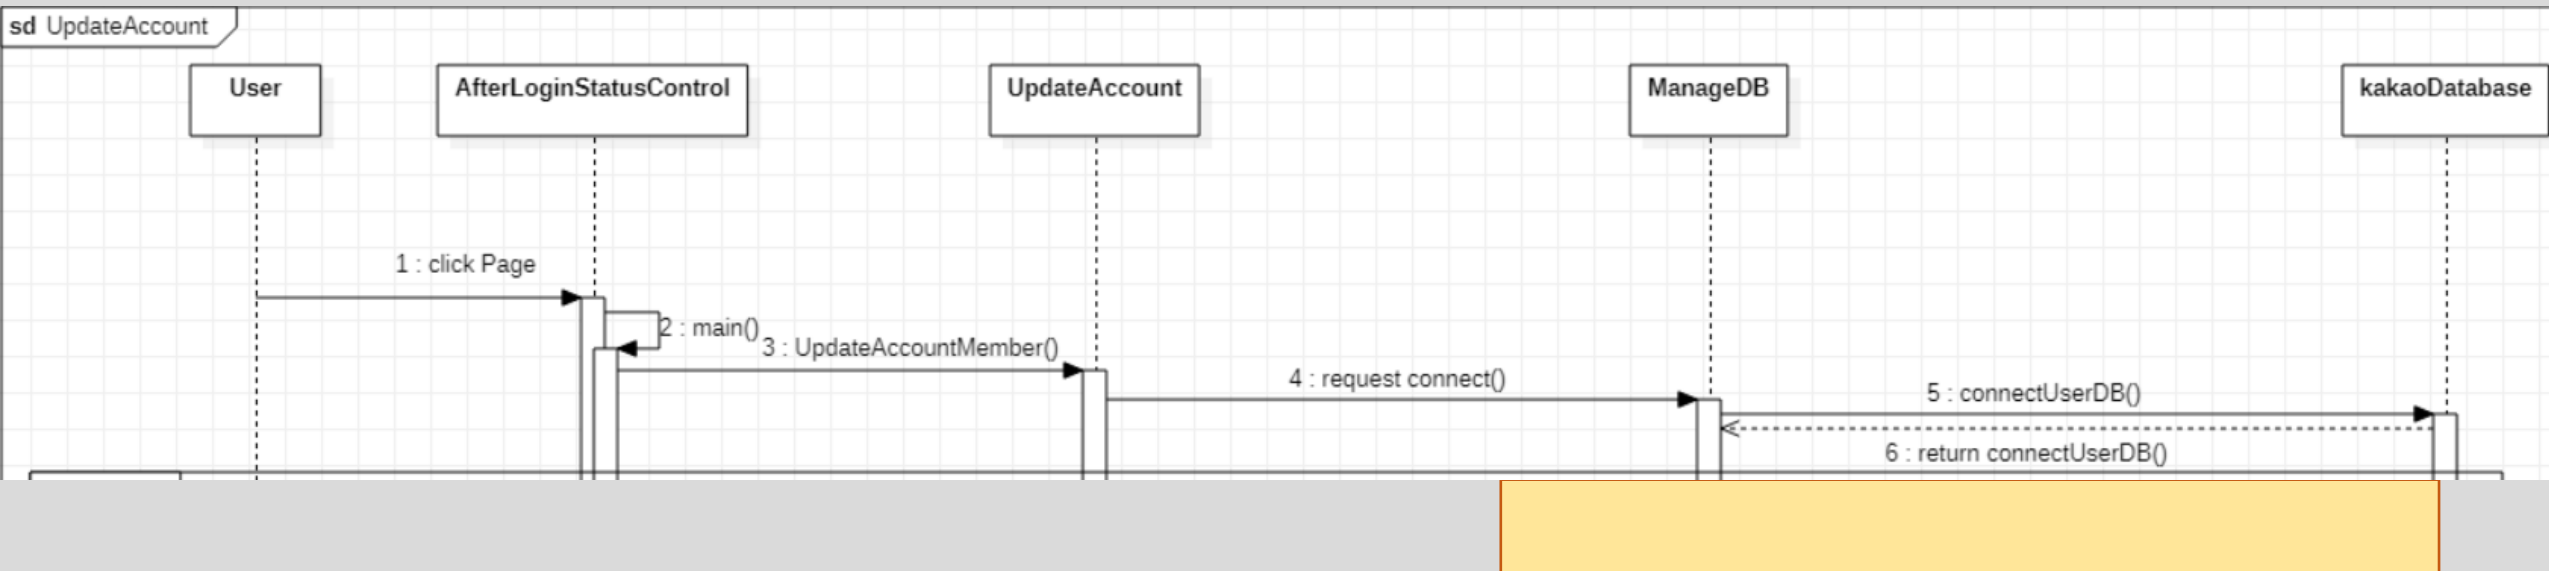 sd UpdateAccount
User
AfterLoginStatusControl
UpdateAccount
ManageDB
kakaoDatabase
1 : click Page
2 : main()
3 : UpdateAccountMember()
4 : request connect()
5 : connectUserDB()
6 : return connectUserDB()